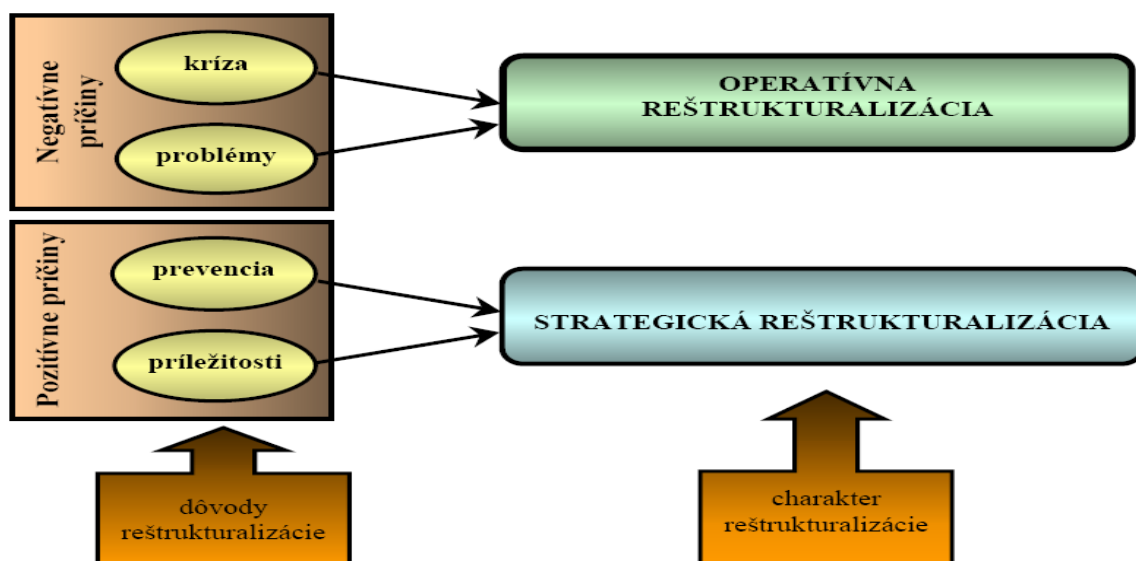 Negatívne
príčiny
kríza
problémy
OPERATÍVNA
REŠTRUKTURALIZÁCIA
Pozitívne príčiny
prevencia
príležitosti
STRATEGICKÁ REŠTRUKTURALIZÁCIA
dôvody
reštrukturalizácie
charakter
reštrukturalizácie